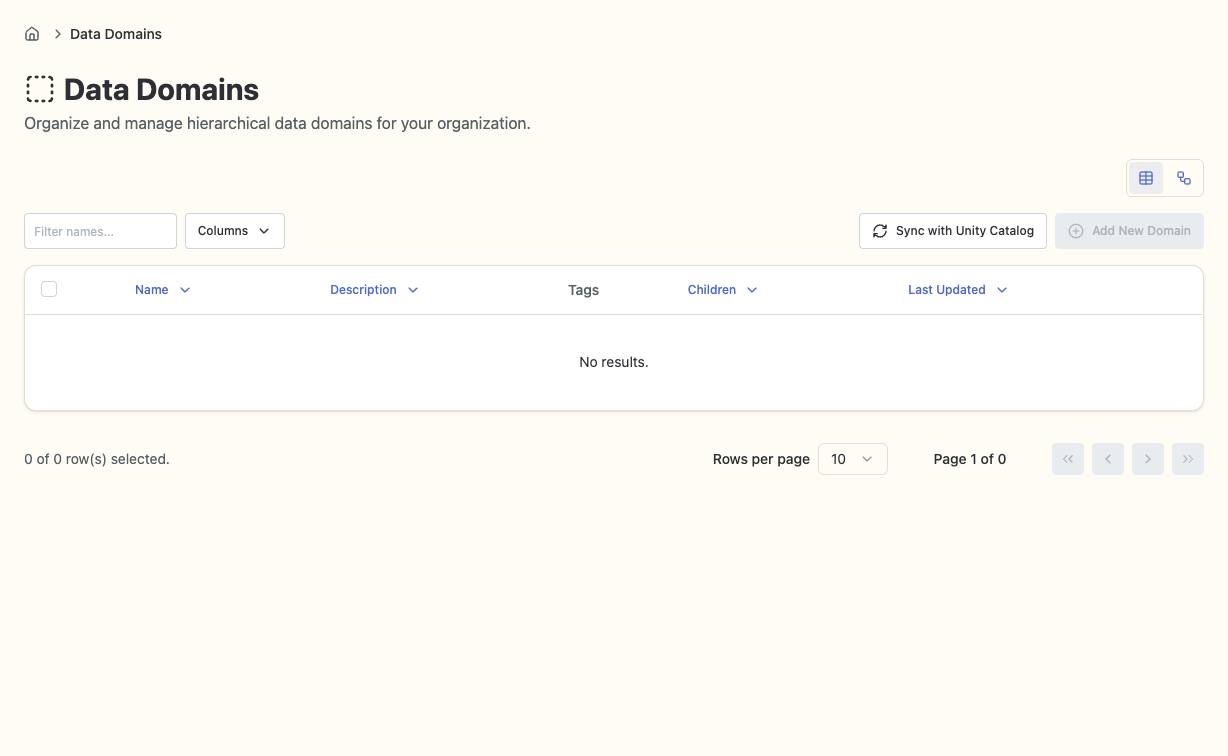 Data Domains
Data Domains
Organize and manage hierarchical data domains for your organization.
Filter names...
Columns
Sync with Unity Catalog
Add New Domain
Name Description Tags Children Last Updated
No results.
0 of 0 row(s) selected.
Rows per page 10 Page 1 of 0